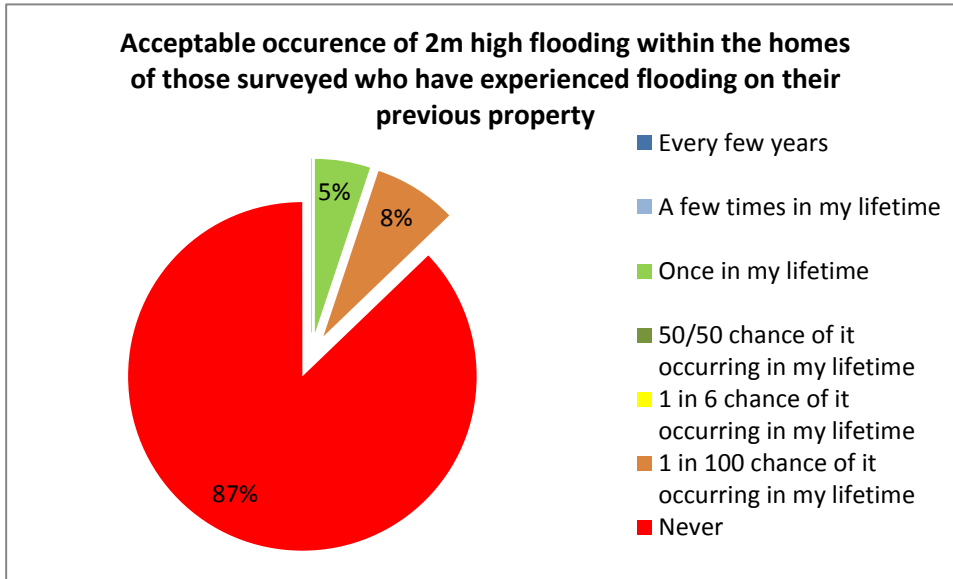 Acceptable occurence of 2m high flooding within the homes
of those surveyed who have experienced flooding on their
previous property
5%
8%
87%
Every few years
A few times in my lifetime
Once in my lifetime
50/50 chance of it
occurring in my lifetime
1 in 6 chance of it
occurring in my lifetime
1 in 100 chance of it
occurring in my lifetime
Never